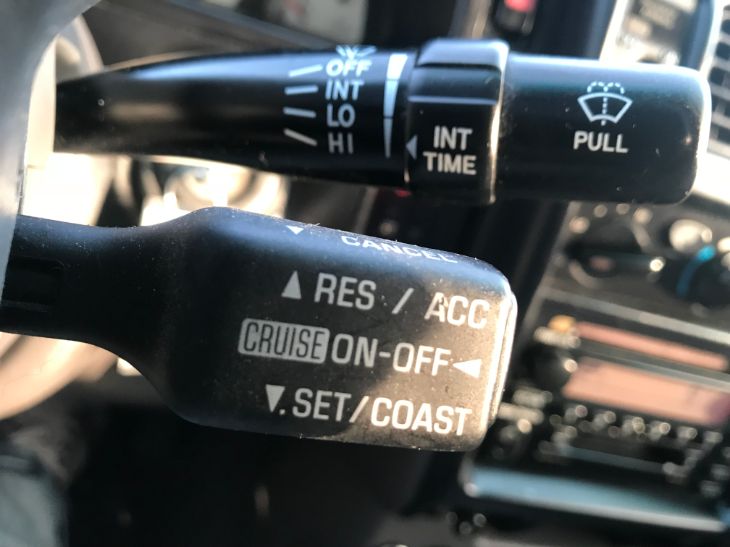 OFF
INT
LO
HI
INT
TIME
PULL
CANCEL
RES / ACC
CRUISE ON-OFF
SET/COAST